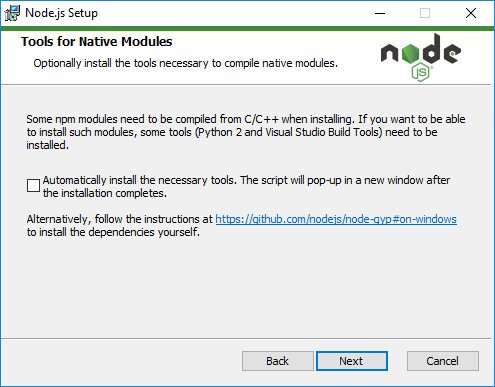 Node.js Setup
Tools for Native Modules
Optionally install the tools necessary to compile native modules.
node
JS
Some npm modules need to be compiled from C/C++ when installing. If you want to be able
to install such modules, some tools (Python 2 and Visual Studio Build Tools) need to be
installed.
Automatically install the necessary tools. The script will pop-up in a new window after
the installation completes.
Alternatively, follow the instructions at https://github.com/nodejs/node-gyp#on-windows
to install the dependencies yourself.
Back Next Cancel